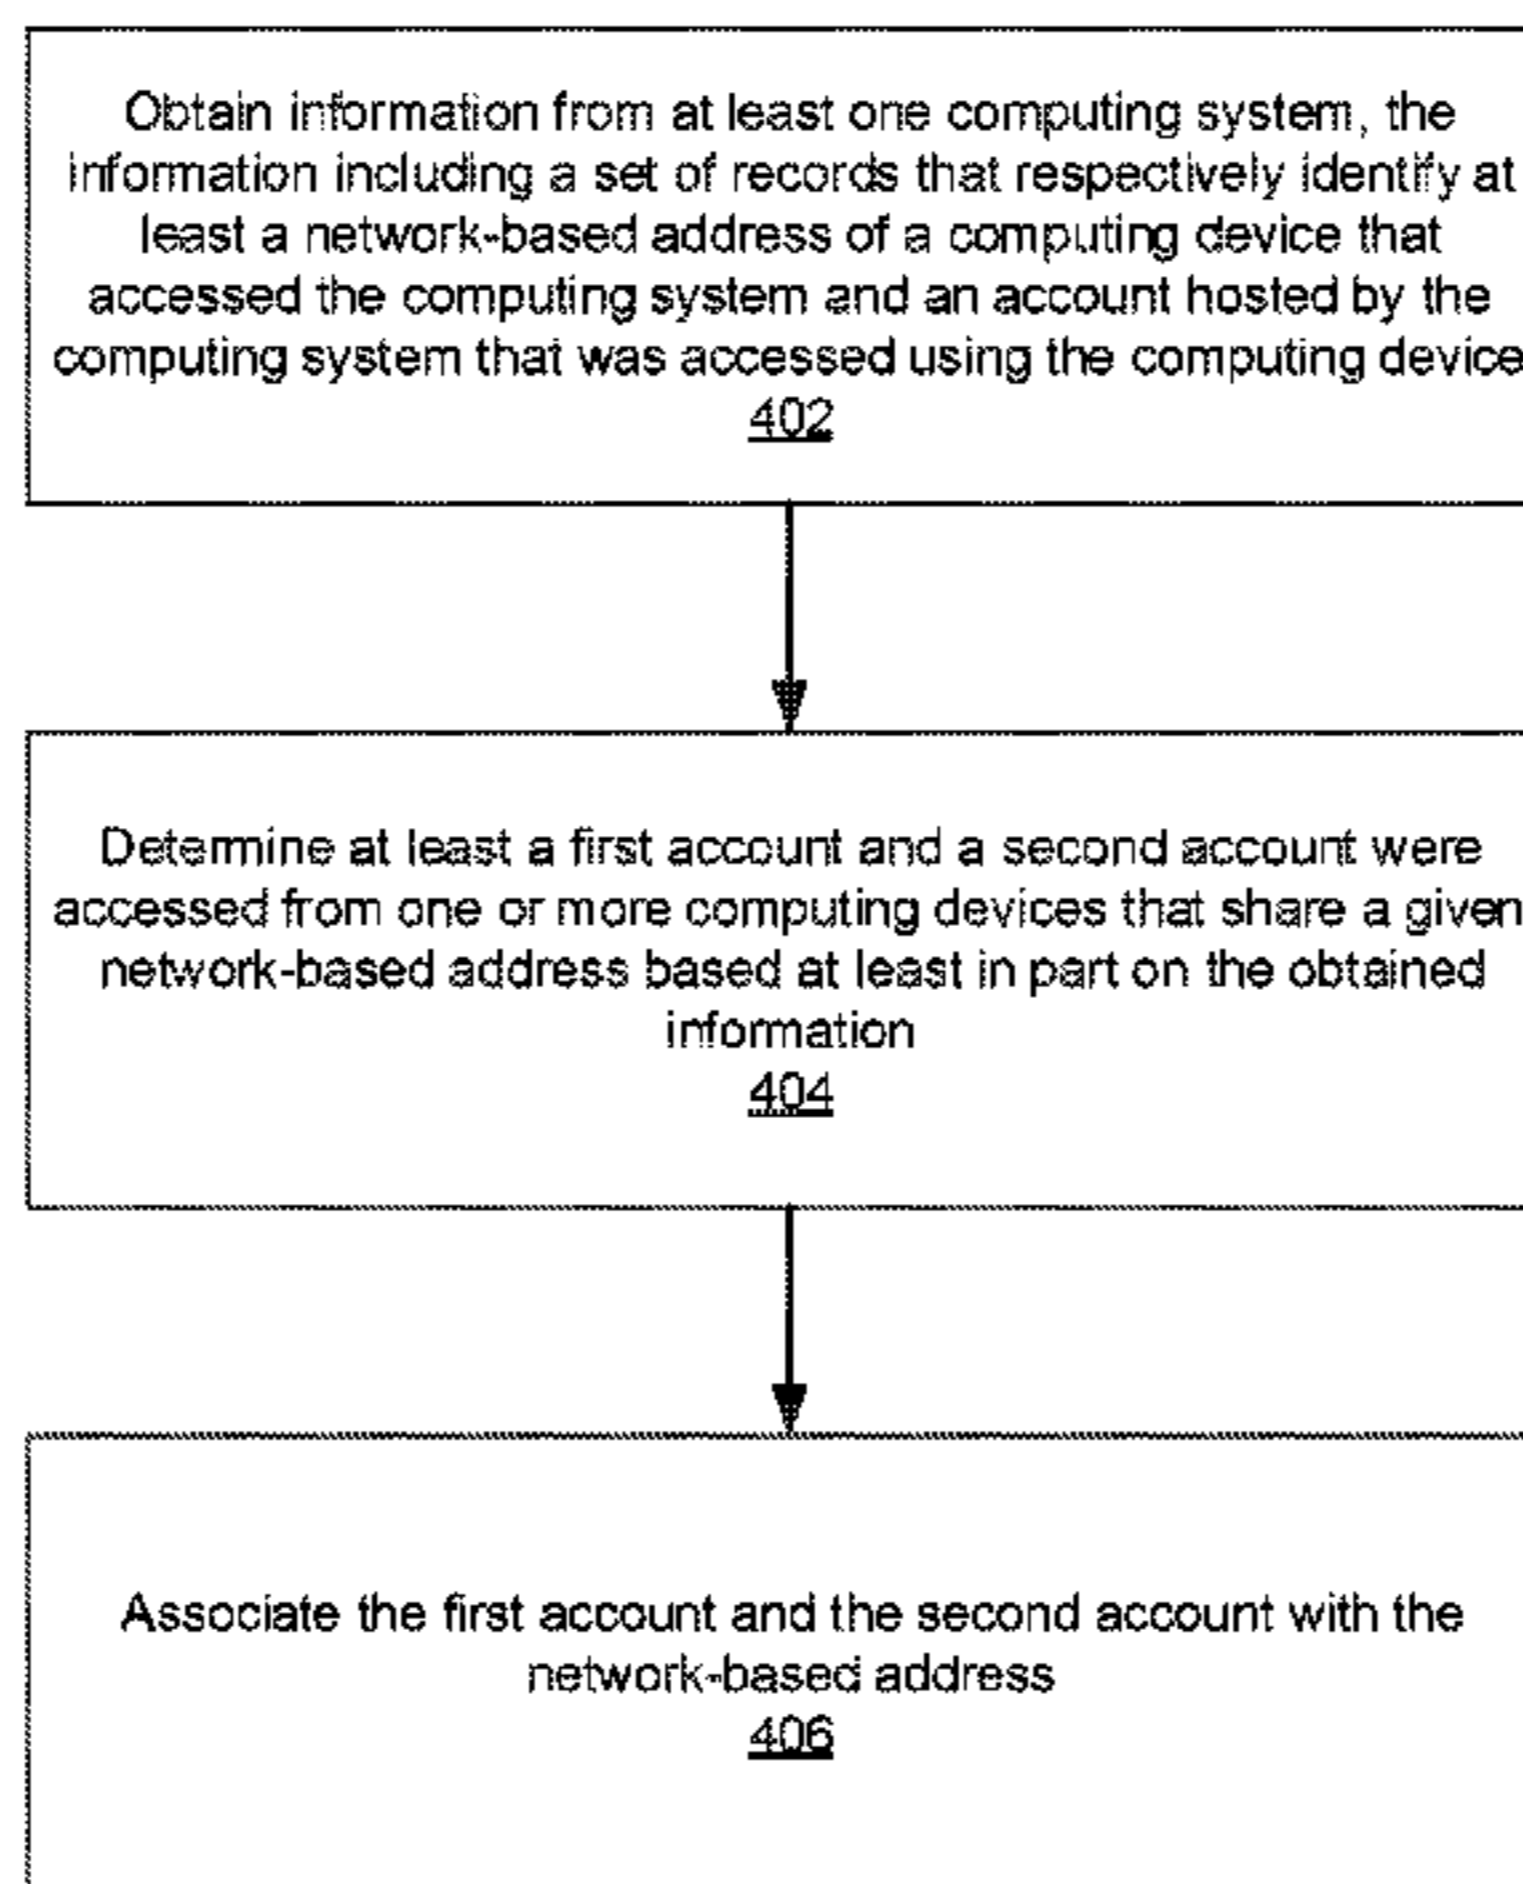 Obtain information from at least one computing system, the
information including a set of records that respectively identify at
least a network-based address of a computing device that
accessed the computing system and an account hosted by the
computing system that was accessed using the computing device
402
Determine at least a first account and a second account were
accessed from one or more computing devices that share a given
network-based address based at least in part on the obtained
information
404
Associate the first account and the second account with the
network-based address
406